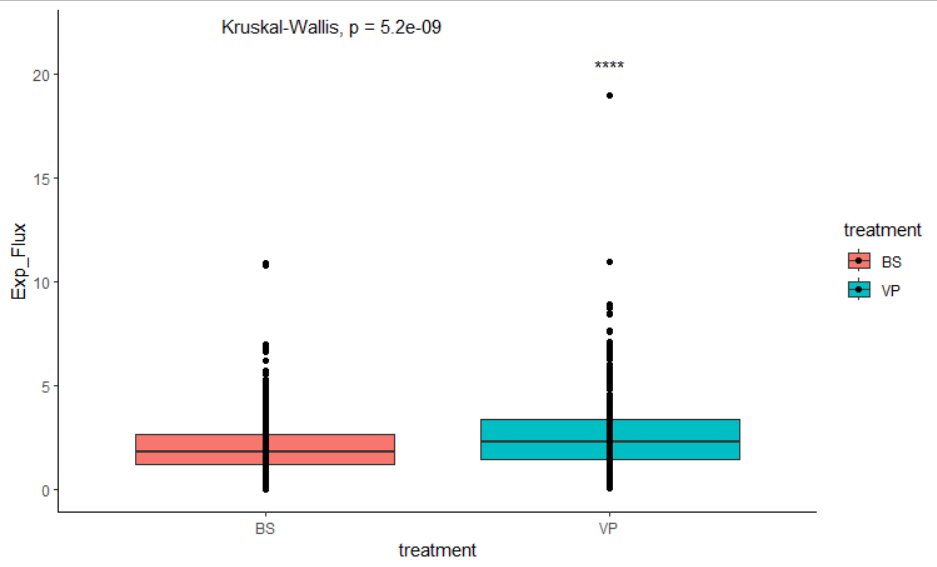 Kruskal-Wallis, p = 5.2e-09
****
20
15
10
5
0
Exp_Flux
BS
VP
treatment
treatment
BS
VP